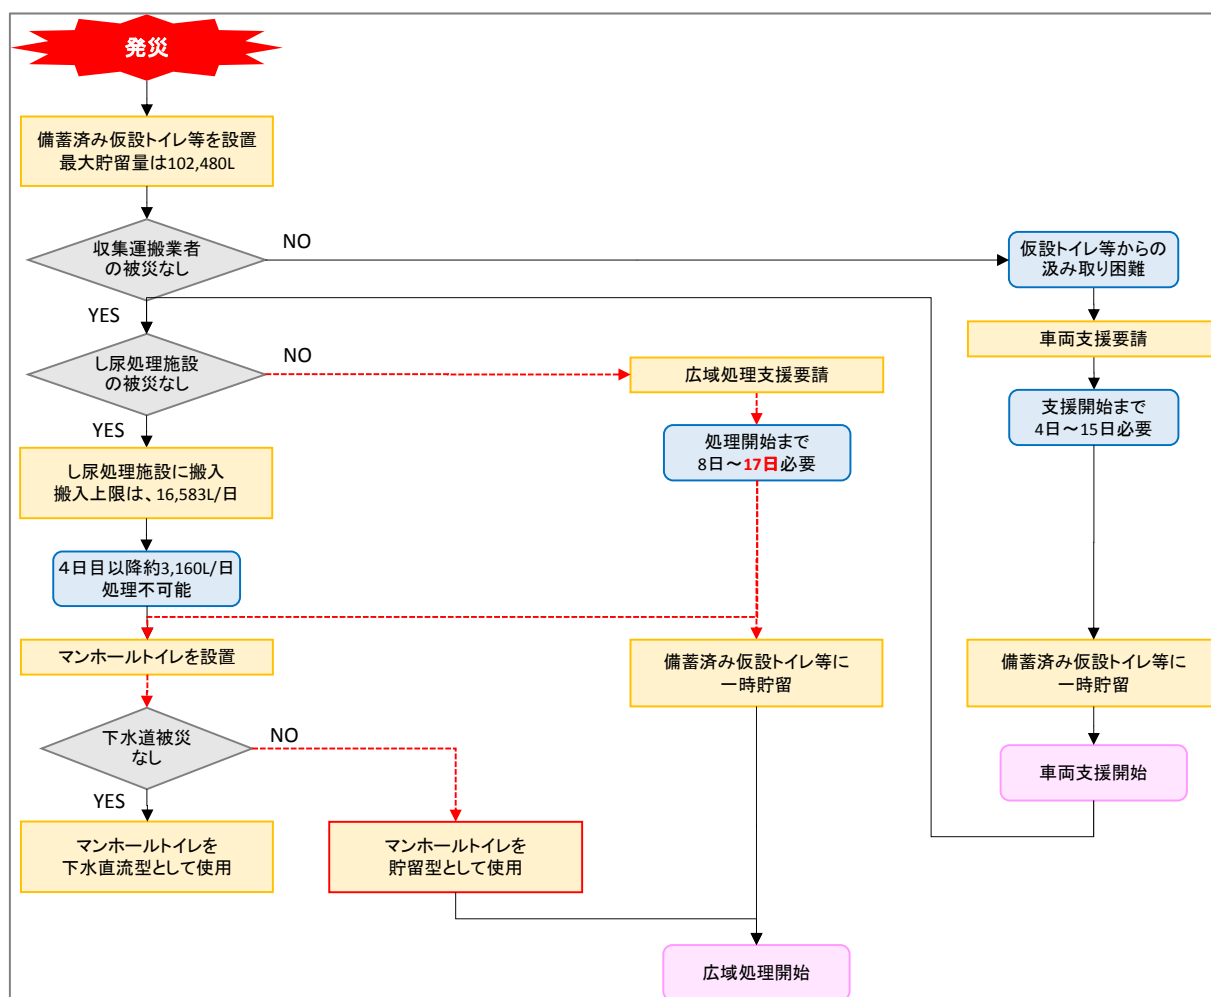 発災
備蓄済み仮設トイレ等を設置
最大貯留量は102,480L
収集運搬業者
の被災なし
NO
仮設トイレ等からの
汲み取り困難
YES
車両支援要請
し尿処理施設
の被災なし
NO
広域処理支援要請
支援開始まで
4日～15日必要
YES
処理開始まで
8日～17日必要
し尿処理施設に搬入
搬入上限は、16,583L/日
４日目以降約3,160L/日
処理不可能
マンホールトイレを設置
備蓄済み仮設トイレ等に
一時貯留
備蓄済み仮設トイレ等に
一時貯留
下水道被災
なし
NO
車両支援開始
YES
マンホールトイレを
下水直流型として使用
マンホールトイレを
貯留型として使用
広域処理開始